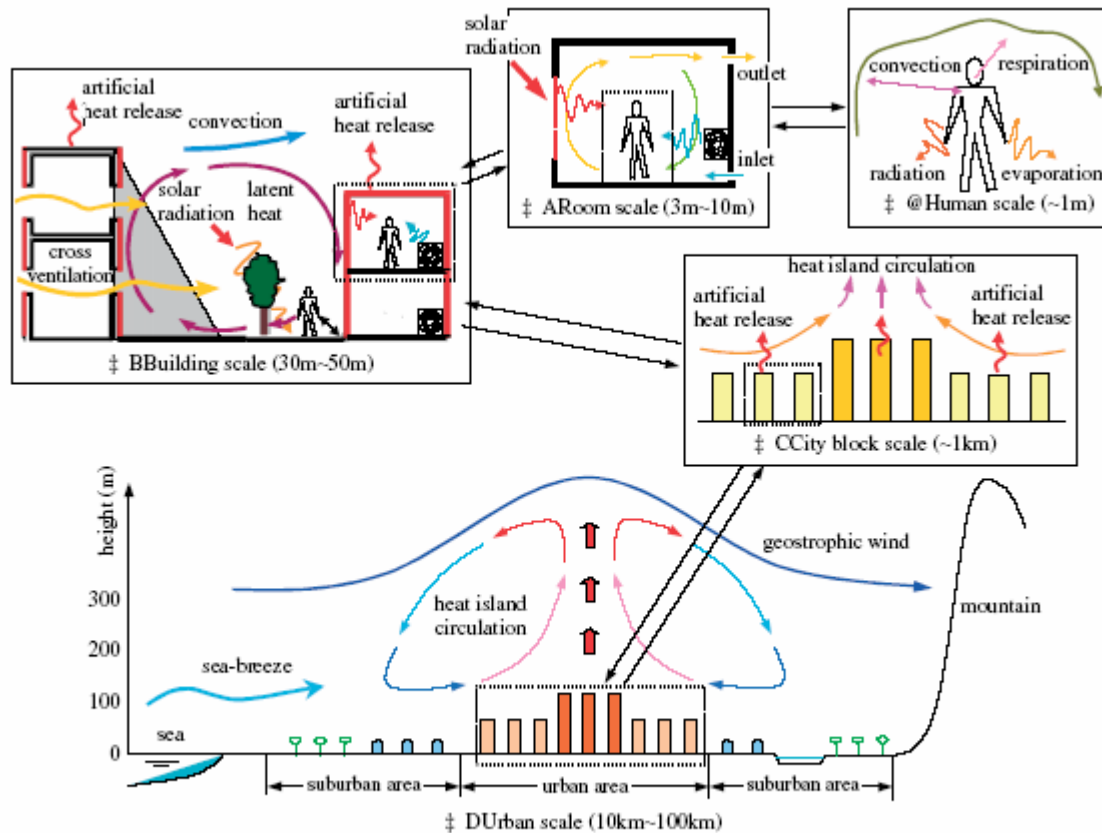 artificial
heat release
convection
artificial
heat release
solar
radiation
latent
heat
cross
ventilation
‡ BBuilding scale (30m~50m)
solar
radiation
outlet
inlet
‡ ARoom scale (3m~10m)
convection
respiration
radiation
evaporation
‡ @Human scale (~1m)
heat island circulation
artificial
heat release
artificial
heat release
‡ CCity block scale (~1km)
height (m)
300
200
100
0
geostrophic wind
mountain
heat island
circulation
sea-breeze
sea
suburban area
urban area
suburban area
‡ DUrban scale (10km~100km)